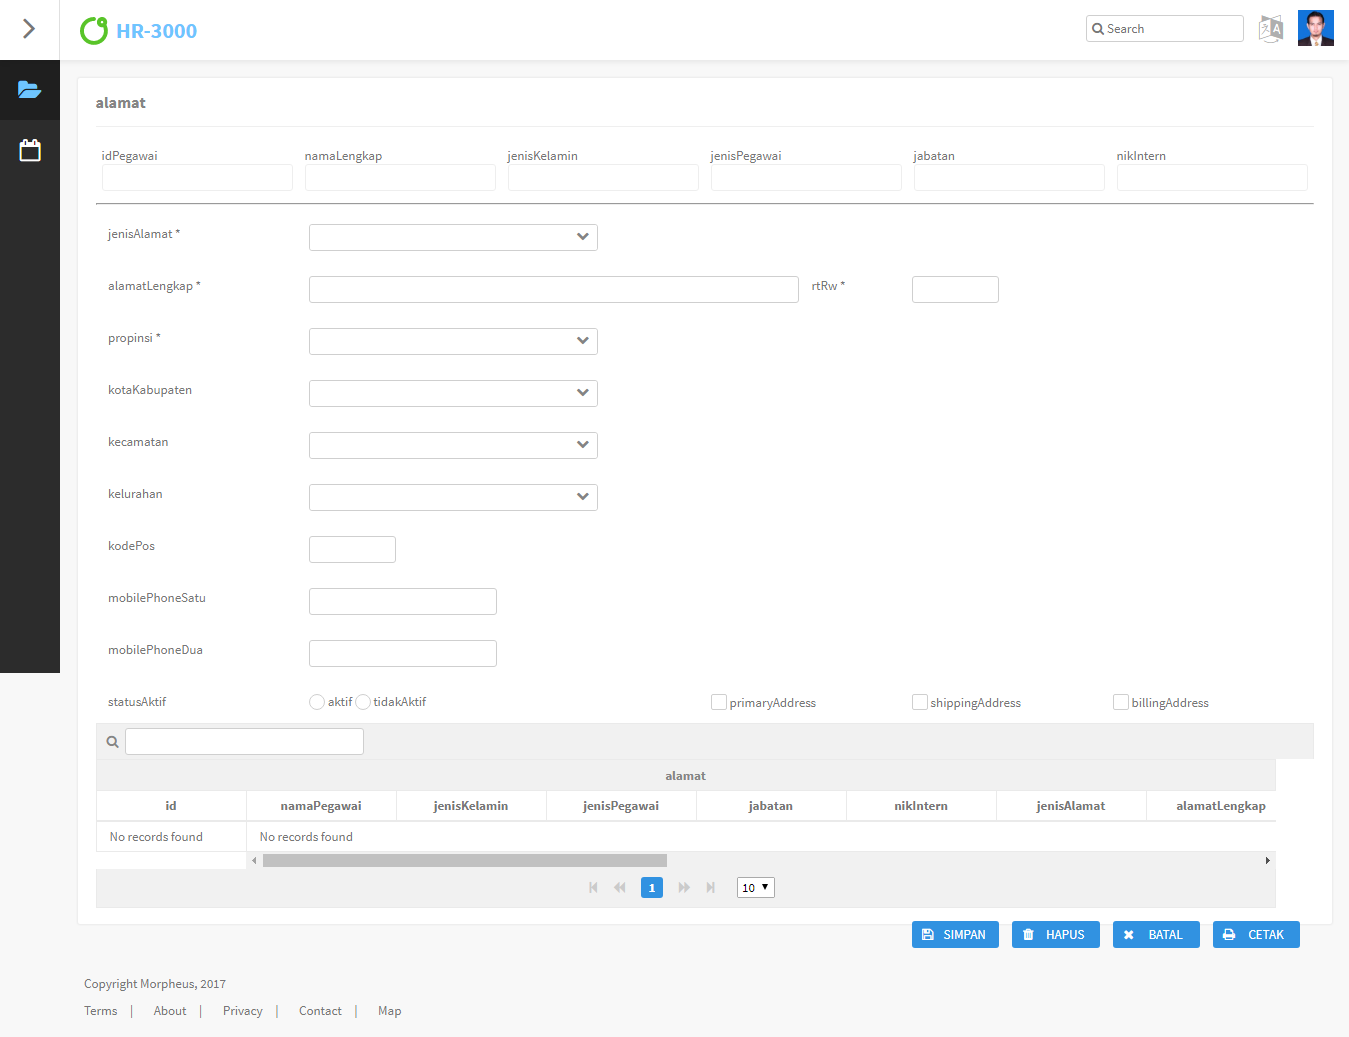 HR-3000
Search
alamat
idPegawai namaLengkap jenisKelamin jenisPegawai jabatan nikIntern
jenisAlamat *
alamatLengkap * rtRw *
propinsi *
kotaKabupaten
kecamatan
kelurahan
kodePos
mobilePhoneSatu
mobilePhoneDua
statusAktif aktif tidakAktif primaryAddress shippingAddress billingAddress
alamat
id namaPegawai jenisKelamin jenisPegawai jabatan nikIntern jenisAlamat alamatLengkap
No records found No records found
1 10
SIMPAN HAPUS BATAL CETAK
Copyright Morpheus, 2017
Terms | About | Privacy | Contact | Map